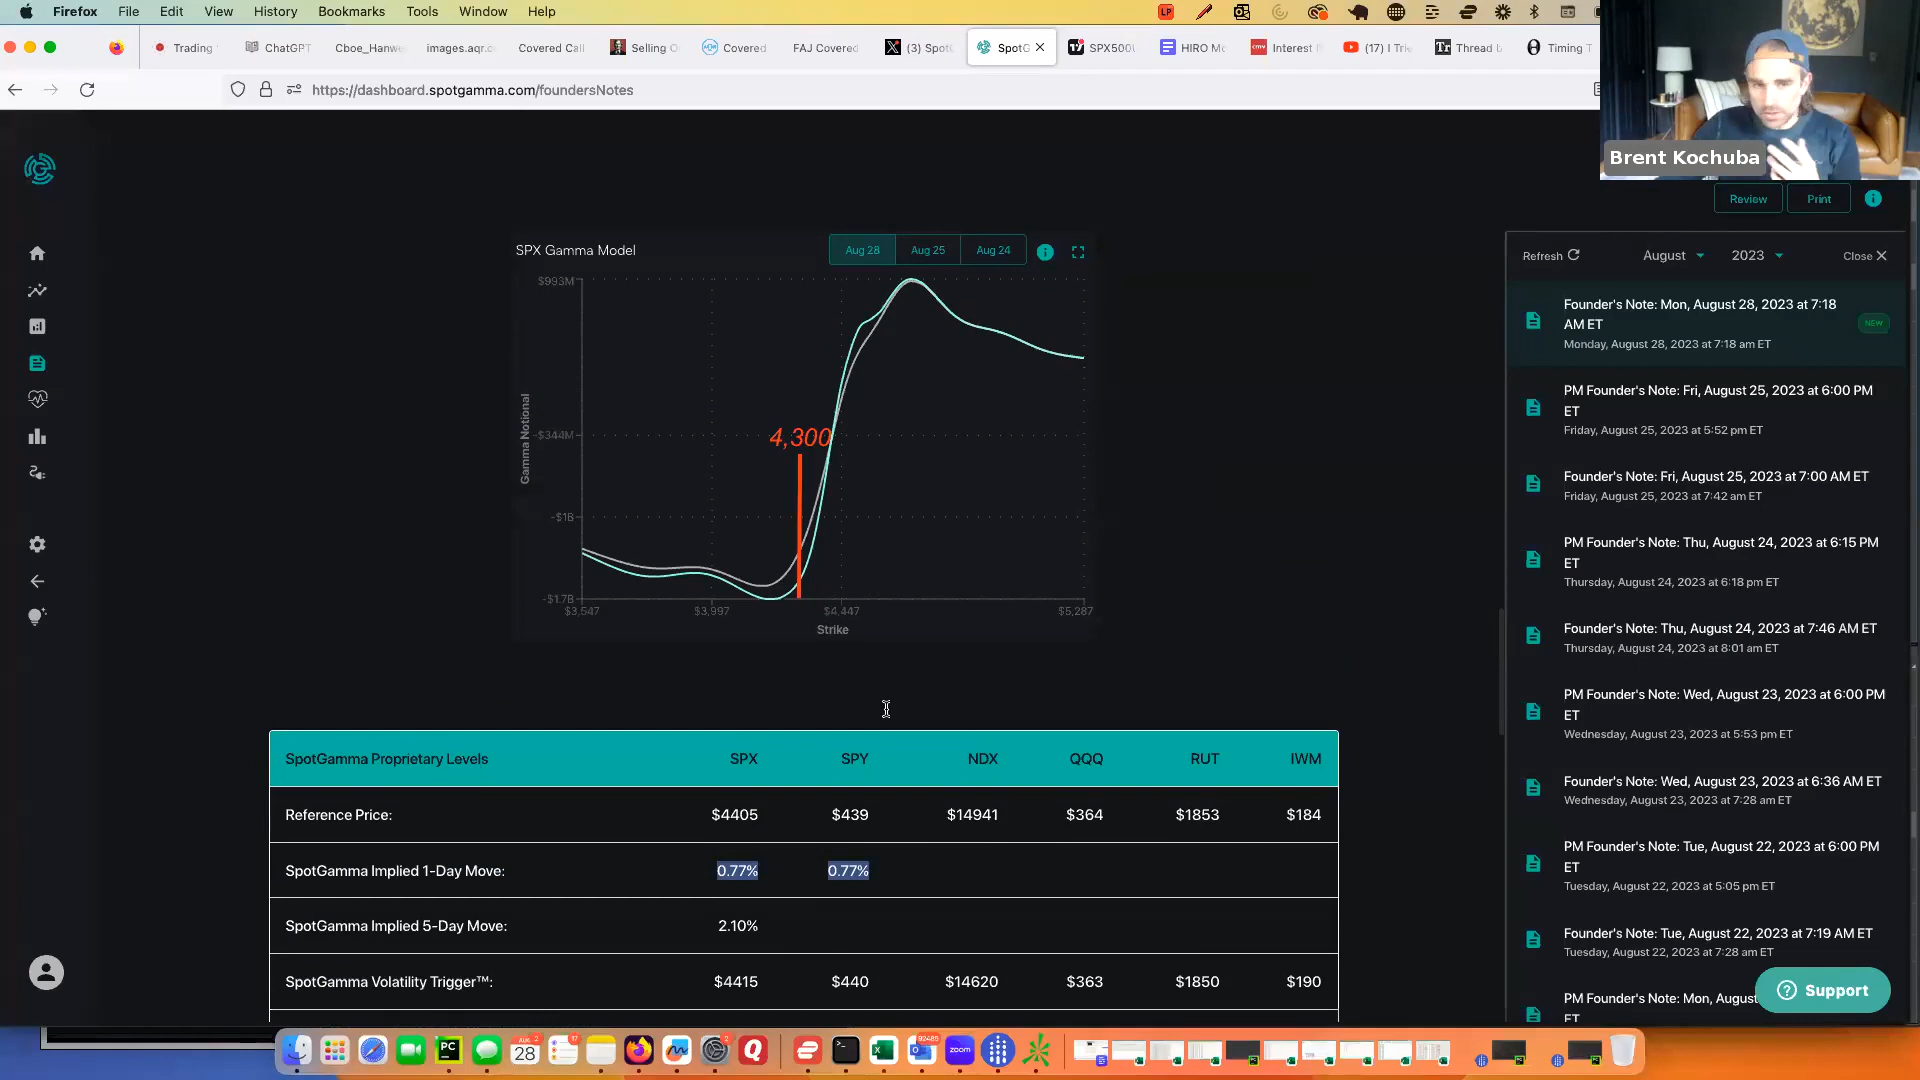 Firefox File Edit View History Bookmarks Tools Window Help
Trading ChatGPT Cboe_Hanwe images.aqr.c Covered Call Selling O Covered FAJ Covered (3) Spot SpotG SPX500 HIRO Mo Interest (17) I Trie Thread Timing T
https://dashboard.spotgamma.com/foundersNotes
Brent Kochuba
Review Print
SPX Gamma Model
Aug 28 Aug 25 Aug 24
$993M
-$344M
-$1B
-$1.7B
Gamma Notional
4,300
$3,547 $3,997 $4,447 $5,287
Strike
SpotGamma Proprietary Levels SPX SPY NDX QQQ RUT IWM
Reference Price: $4405 $439 $14941 $364 $1853 $184
SpotGamma Implied 1-Day Move: 0.77% 0.77%
SpotGamma Implied 5-Day Move: 2.10%
SpotGamma Volatility Trigger™: $4415 $440 $14620 $363 $1850 $190
Refresh August 2023 Close
Founder's Note: Mon, August 28, 2023 at 7:18
AM ET
NEW
Monday, August 28, 2023 at 7:18 am ET
PM Founder's Note: Fri, August 25, 2023 at 6:00 PM
ET
Friday, August 25, 2023 at 5:52 pm ET
Founder's Note: Fri, August 25, 2023 at 7:00 AM ET
Friday, August 25, 2023 at 7:42 am ET
PM Founder's Note: Thu, August 24, 2023 at 6:15 PM
ET
Thursday, August 24, 2023 at 6:18 pm ET
Founder's Note: Thu, August 24, 2023 at 7:46 AM ET
Thursday, August 24, 2023 at 8:01 am ET
PM Founder's Note: Wed, August 23, 2023 at 6:00 PM
ET
Wednesday, August 23, 2023 at 5:53 pm ET
Founder's Note: Wed, August 23, 2023 at 6:36 AM ET
Wednesday, August 23, 2023 at 7:28 am ET
PM Founder's Note: Tue, August 22, 2023 at 6:00 PM
ET
Tuesday, August 22, 2023 at 5:05 pm ET
Founder's Note: Tue, August 22, 2023 at 7:19 AM ET
Tuesday, August 22, 2023 at 7:28 am ET
PM Founder's Note: Mon, August
ET
Support
AUG
28
zoom